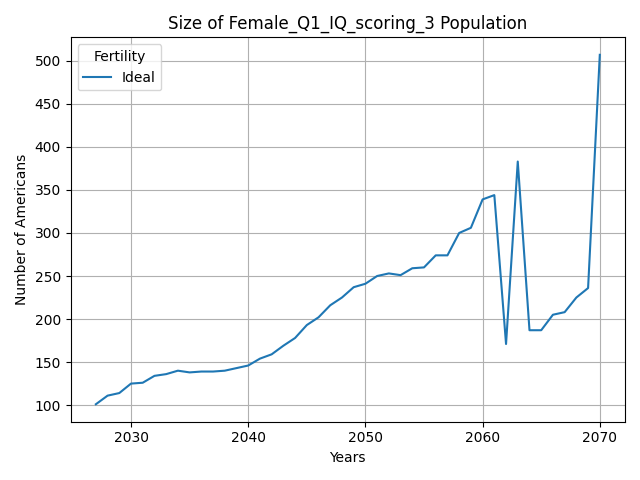 Size of Female_Q1_IQ_scoring_3 Population
Fertility
Ideal
Number of Americans
500
450
400
350
300
250
200
150
100
2030 2040 2050 2060 2070
Years